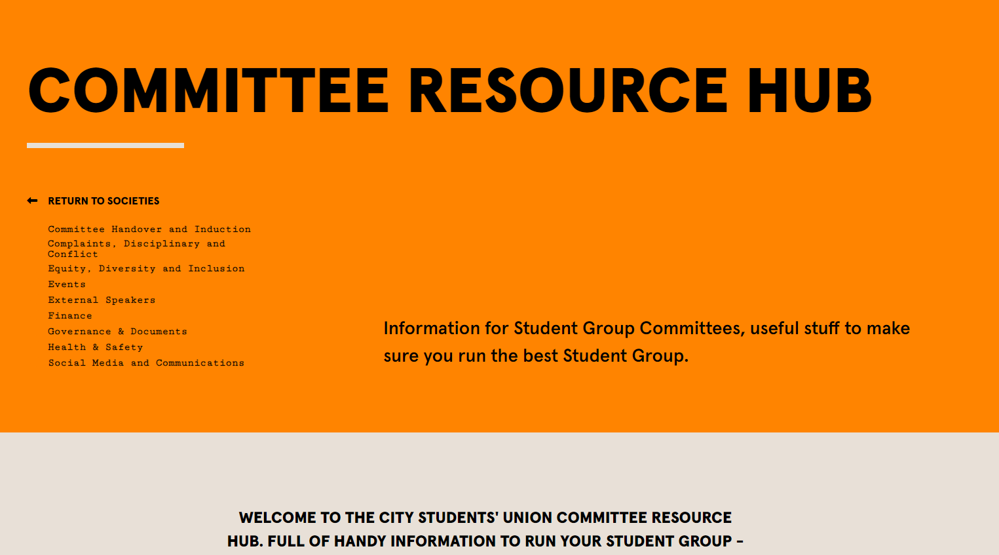 COMMITTEE RESOURCE HUB
RETURN TO SOCIETIES
Committee Handover and Induction
Complaints, Disciplinary and
Conflict
Equity, Diversity and Inclusion
Events
External Speakers
Finance
Governance & Documents
Health & Safety
Social Media and Communications
Information for Student Group Committees, useful stuff to make
sure you run the best Student Group.
WELCOME TO THE CITY STUDENTS' UNION COMMITTEE RESOURCE
HUB. FULL OF HANDY INFORMATION TO RUN YOUR STUDENT GROUP -